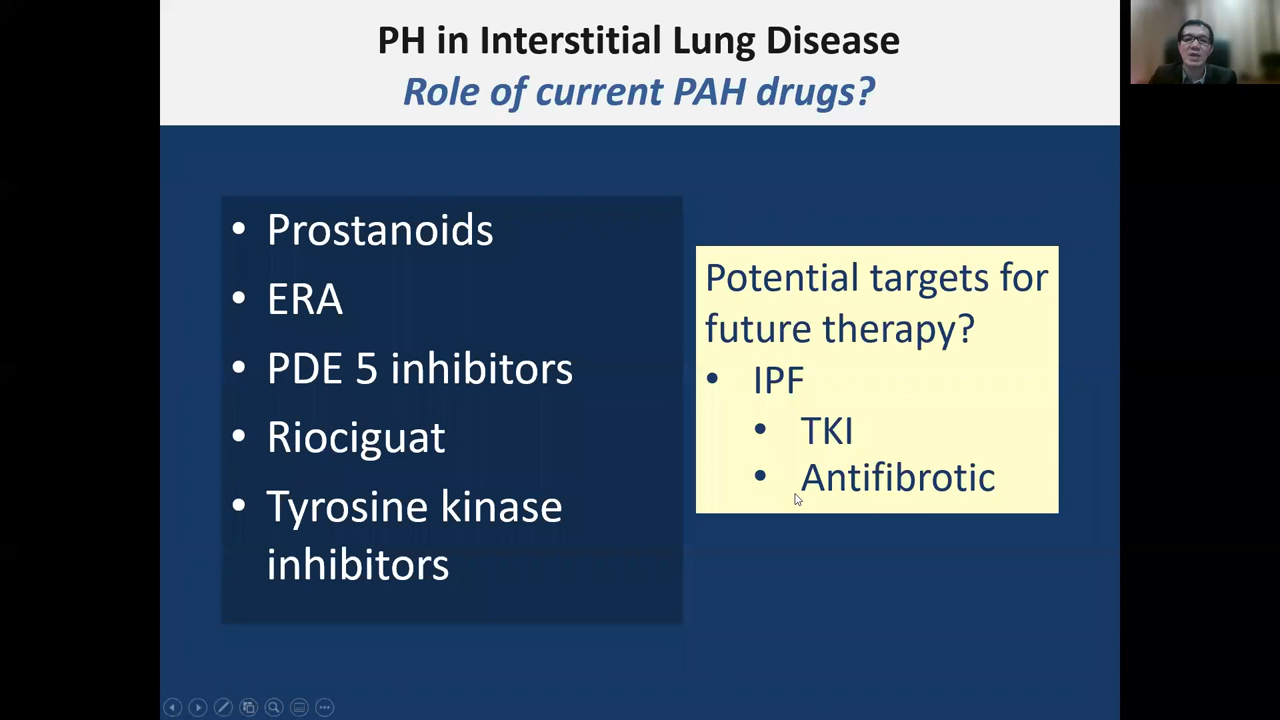 PH in Interstitial Lung Disease
Role of current PAH drugs?
• Prostanoids
• ERA
• PDE 5 inhibitors
• Riociguat
• Tyrosine kinase
inhibitors
Potential targets for
future therapy?
• IPF
• TKI
• Antifibrotic